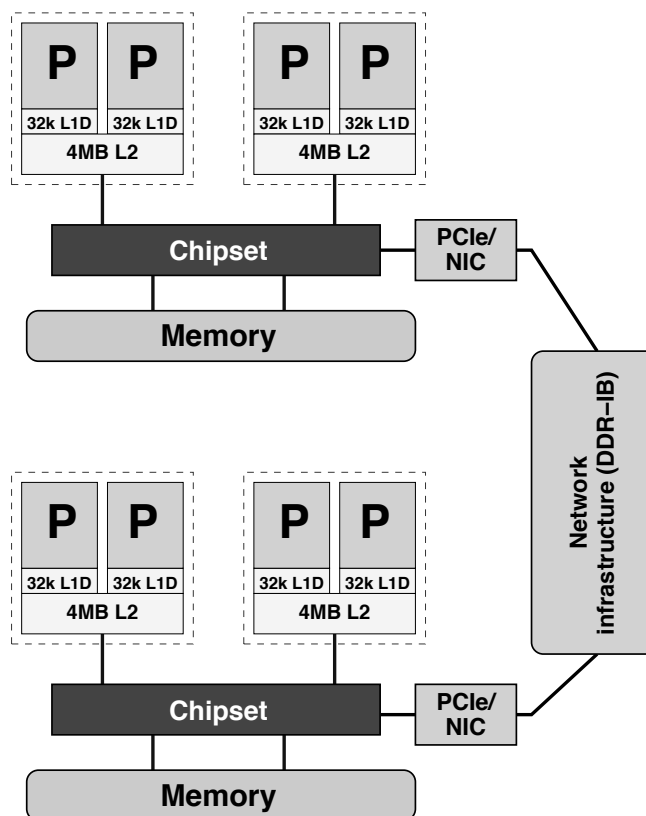 P P P P
32k L1D 32k L1D 32k L1D 32k L1D
4MB L2 4MB L2
Chipset
PCIe/
NIC
Memory
Network
infrastructure (DDR–IB)
P P P P
32k L1D 32k L1D 32k L1D 32k L1D
4MB L2 4MB L2
Chipset
PCIe/
NIC
Memory